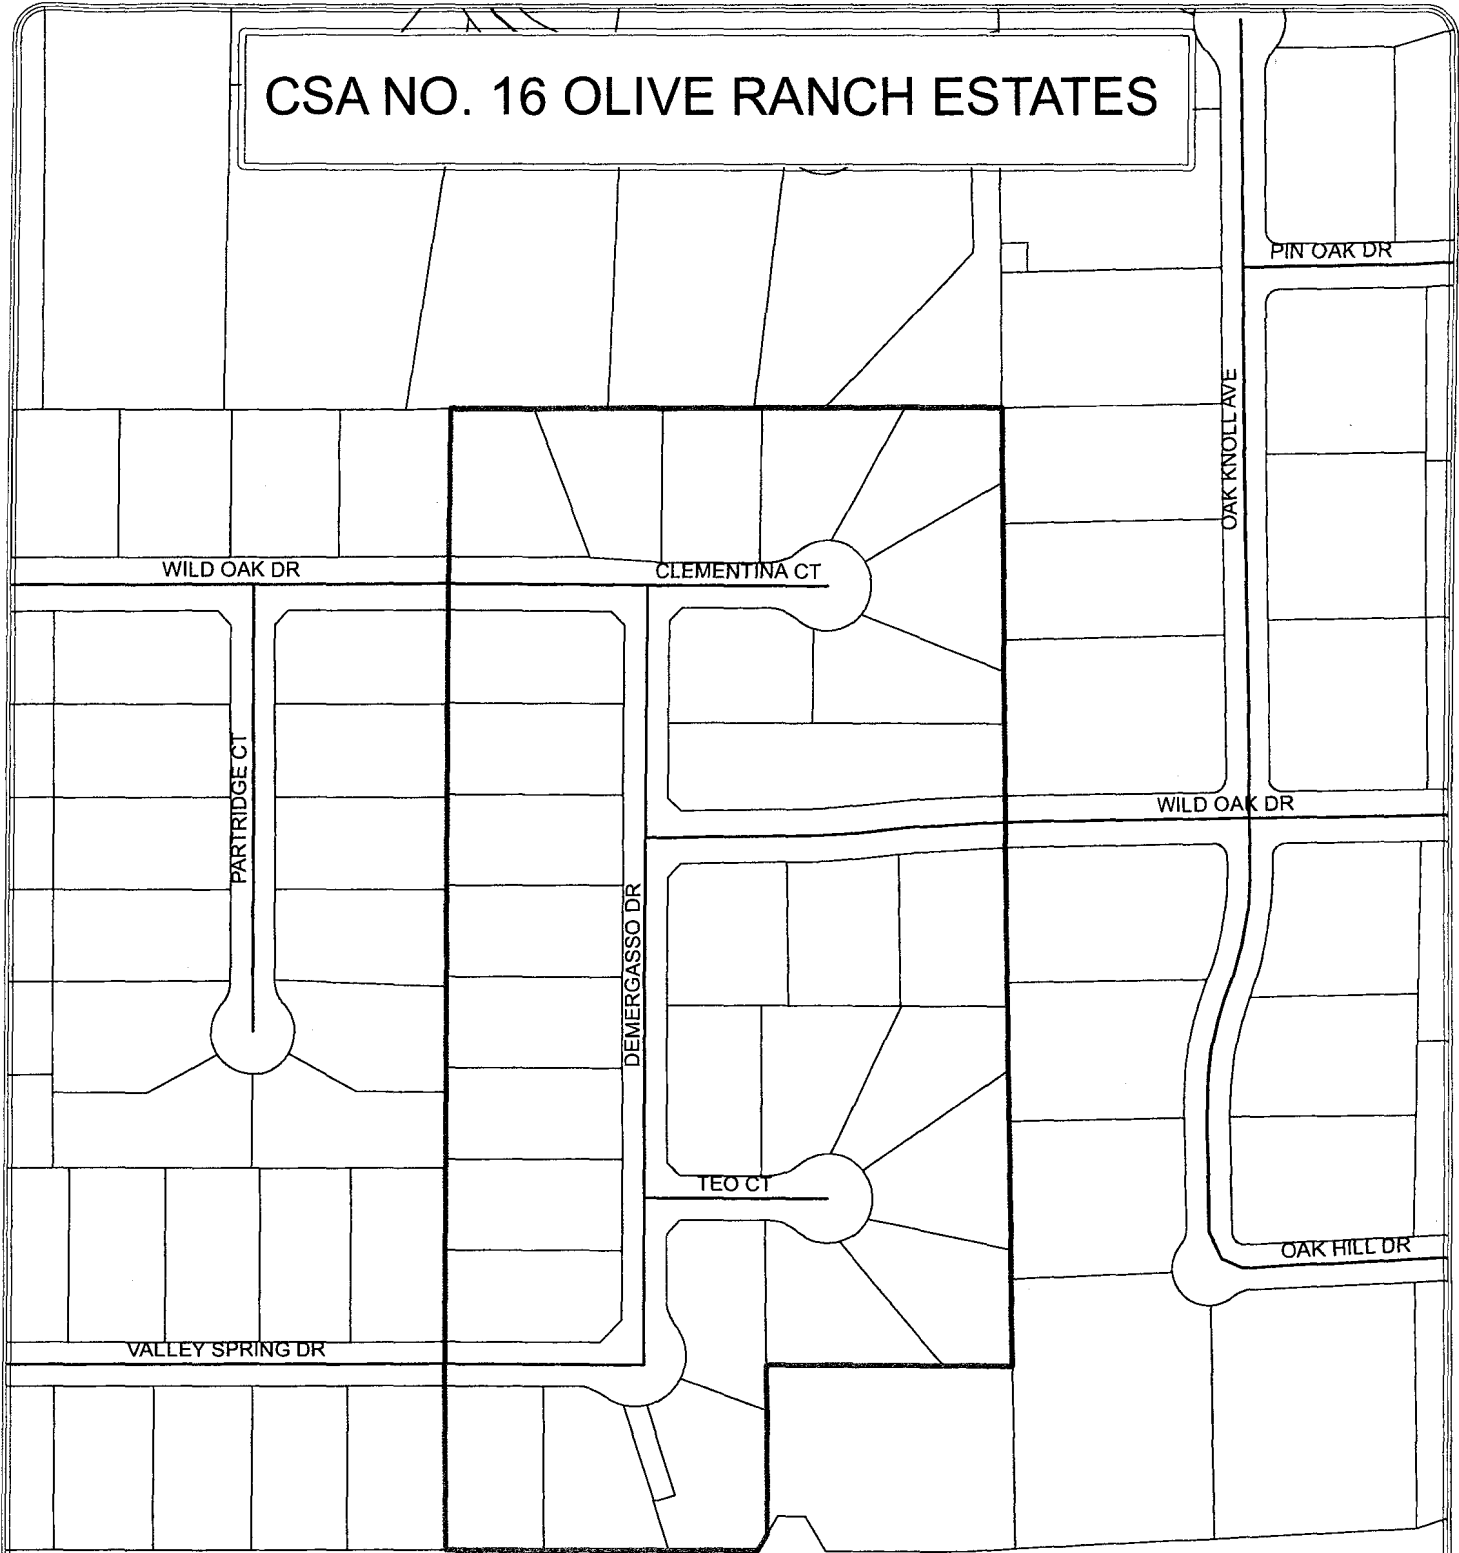 CSA NO. 16 OLIVE RANCH ESTATES
PIN OAK DR
OAK KNOLL AVE
WILD OAK DR
CLEMENTINA CT
PARTRIDGE CT
WILD OAK DR
DEMERGASSO DR
TEO CT
OAK HILL DR
VALLEY SPRING DR